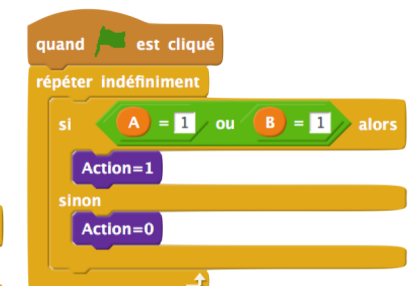 quand est cliqué
répéter indéfiniment
si A = 1 ou B = 1 alors
Action=1
sinon
Action=0